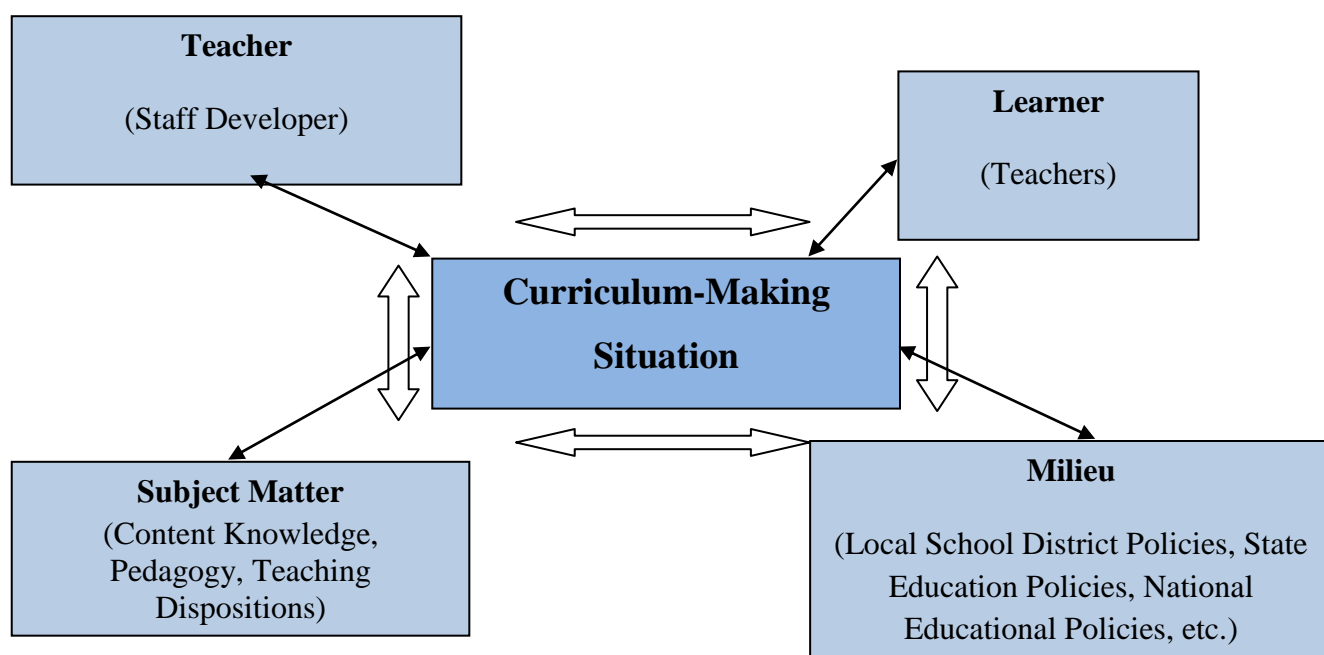 Teacher
(Staff Developer)
Learner
(Teachers)
Curriculum-Making
Situation
Subject Matter
(Content Knowledge,
Pedagogy, Teaching
Dispositions)
Milieu
(Local School District Policies, State
Education Policies, National
Educational Policies, etc.)